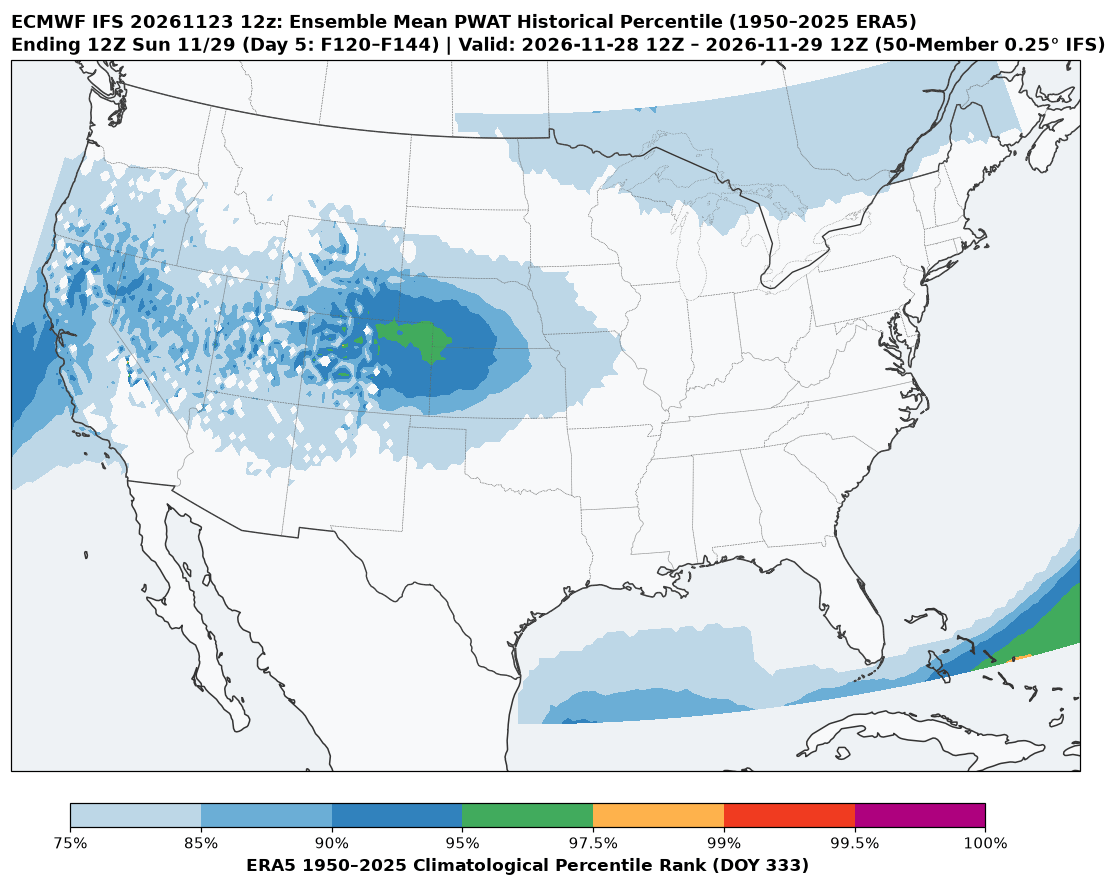 ECMWF IFS 20261123 12z: Ensemble Mean PWAT Historical Percentile (1950–2025 ERA5)
Ending 12Z Sun 11/29 (Day 5: F120–F144) | Valid: 2026-11-28 12Z – 2026-11-29 12Z (50-Member 0.25° IFS)
75% 85% 90% 95% 97.5% 99% 99.5% 100%
ERA5 1950–2025 Climatological Percentile Rank (DOY 333)